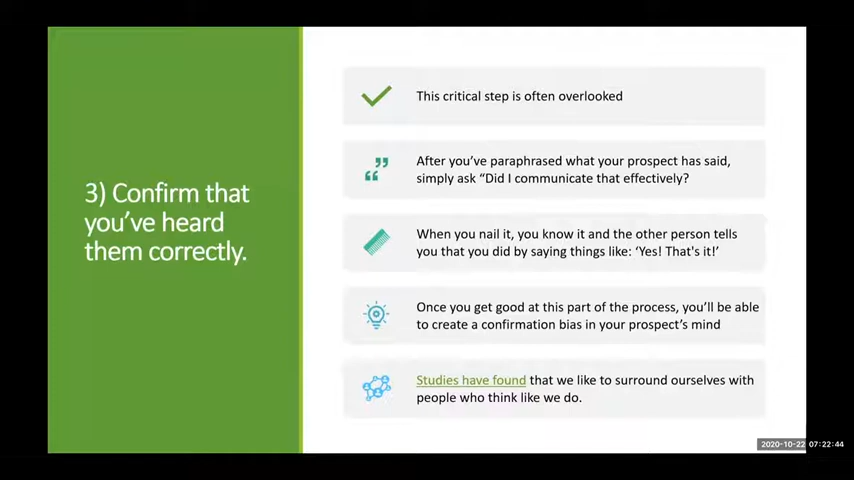 3) Confirm that
you've heard
them correctly.
This critical step is often overlooked
After you've paraphrased what your prospect has said,
simply ask “Did I communicate that effectively?
When you nail it, you know it and the other person tells
you that you did by saying things like: ‘Yes! That's it!’
Once you get good at this part of the process, you'll be able
to create a confirmation bias in your prospect's mind
Studies have found that we like to surround ourselves with
people who think like we do.
2020-10-22 07:22:44